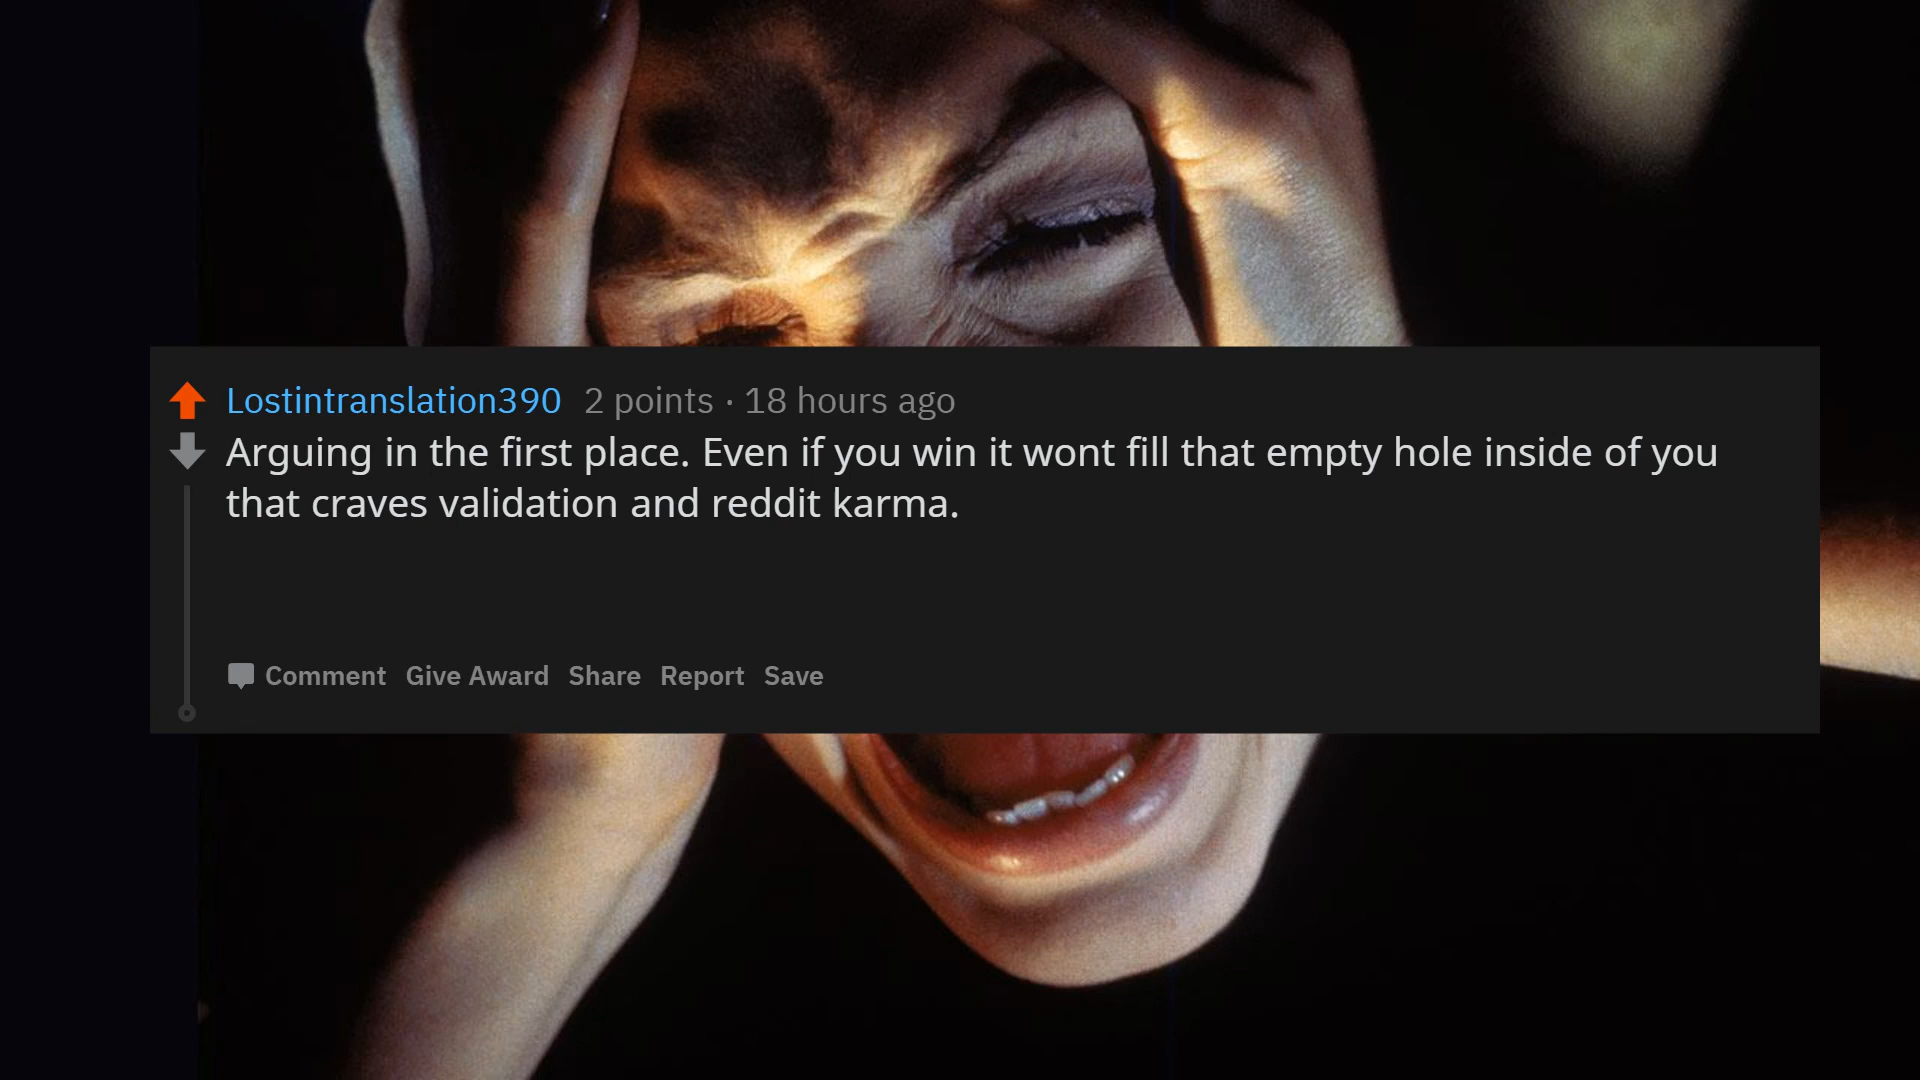 Lostintranslation390 2 points · 18 hours ago
Arguing in the first place. Even if you win it wont fill that empty hole inside of you
that craves validation and reddit karma.
Comment Give Award Share Report Save